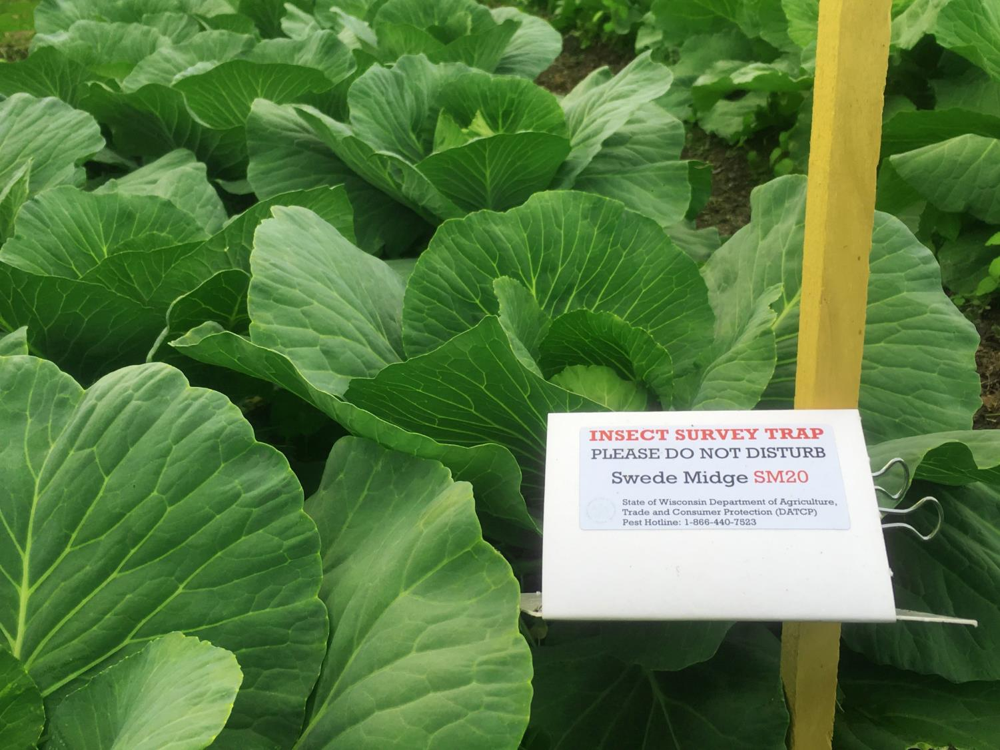 INSECT SURVEY TRAP
PLEASE DO NOT DISTURB
Swede Midge SM20
State of Wisconsin Department of Agriculture,
Trade and Consumer Protection (DATCP)
Pest Hotline: 1-866-440-7523